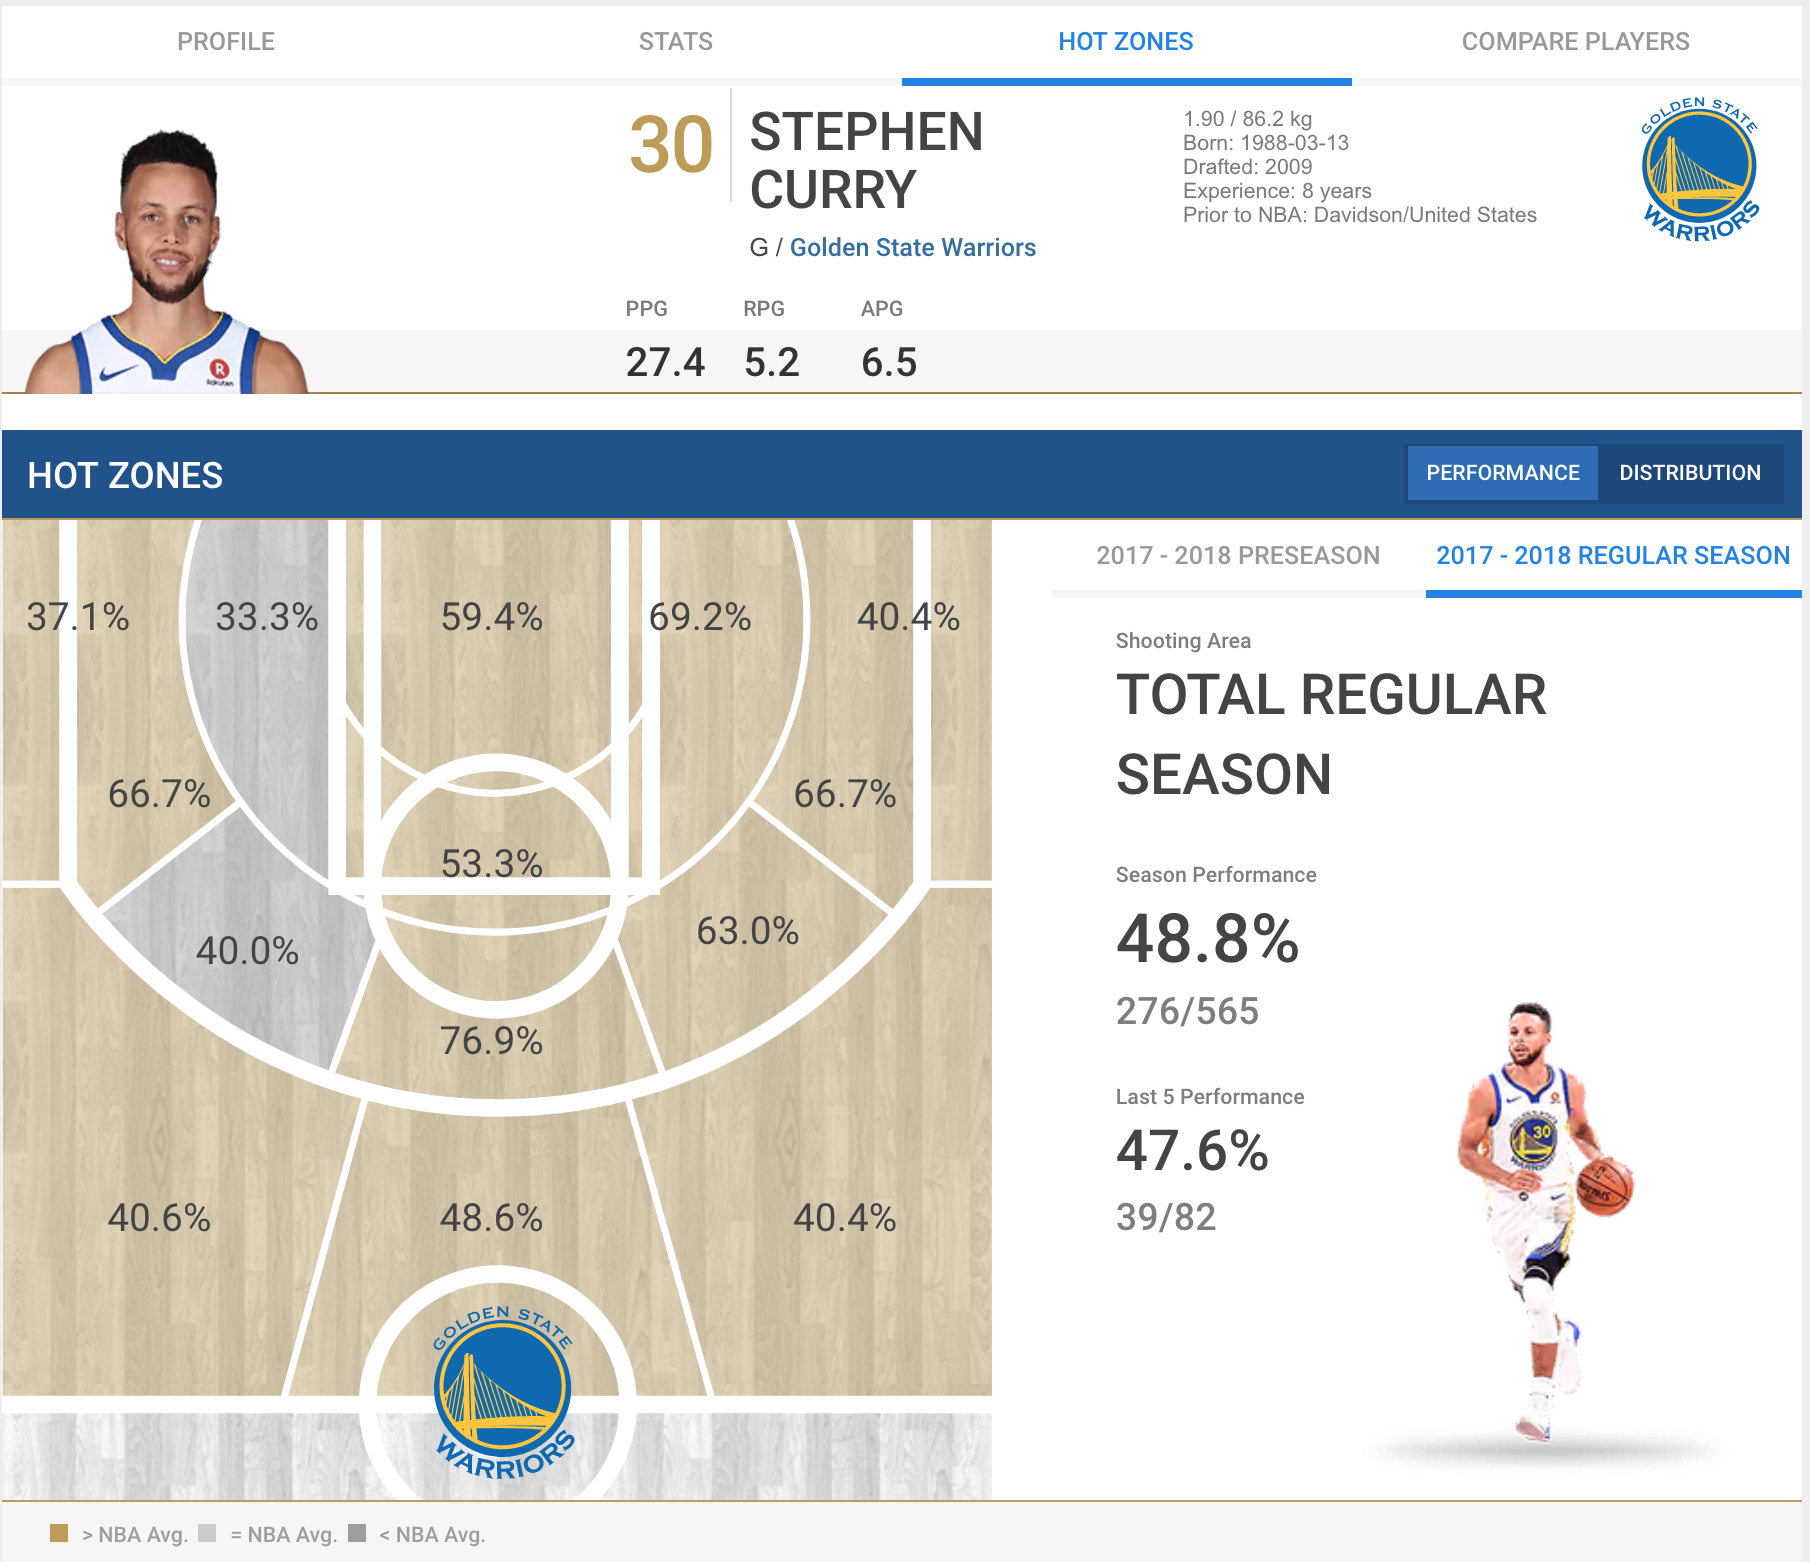 PROFILE
STATS
HOT ZONES
COMPARE PLAYERS
30
STEPHEN
CURRY
G / Golden State Warriors
1.90 / 86.2 kg
Born: 1988-03-13
Drafted: 2009
Experience: 8 years
Prior to NBA: Davidson/United States
GOLDEN STATE
WARRIORS
R
Rakuten
PPG RPG APG
27.4 5.2 6.5
HOT ZONES
PERFORMANCE DISTRIBUTION
37.1% 33.3% 59.4% 69.2% 40.4%
66.7% 66.7%
53.3%
40.0% 63.0%
76.9%
40.6% 48.6% 40.4%
GOLDEN STATE
WARRIORS
2017 - 2018 PRESEASON 2017 - 2018 REGULAR SEASON
Shooting Area
TOTAL REGULAR
SEASON
Season Performance
48.8%
276/565
Last 5 Performance
47.6%
39/82
30
> NBA Avg. = NBA Avg. < NBA Avg.